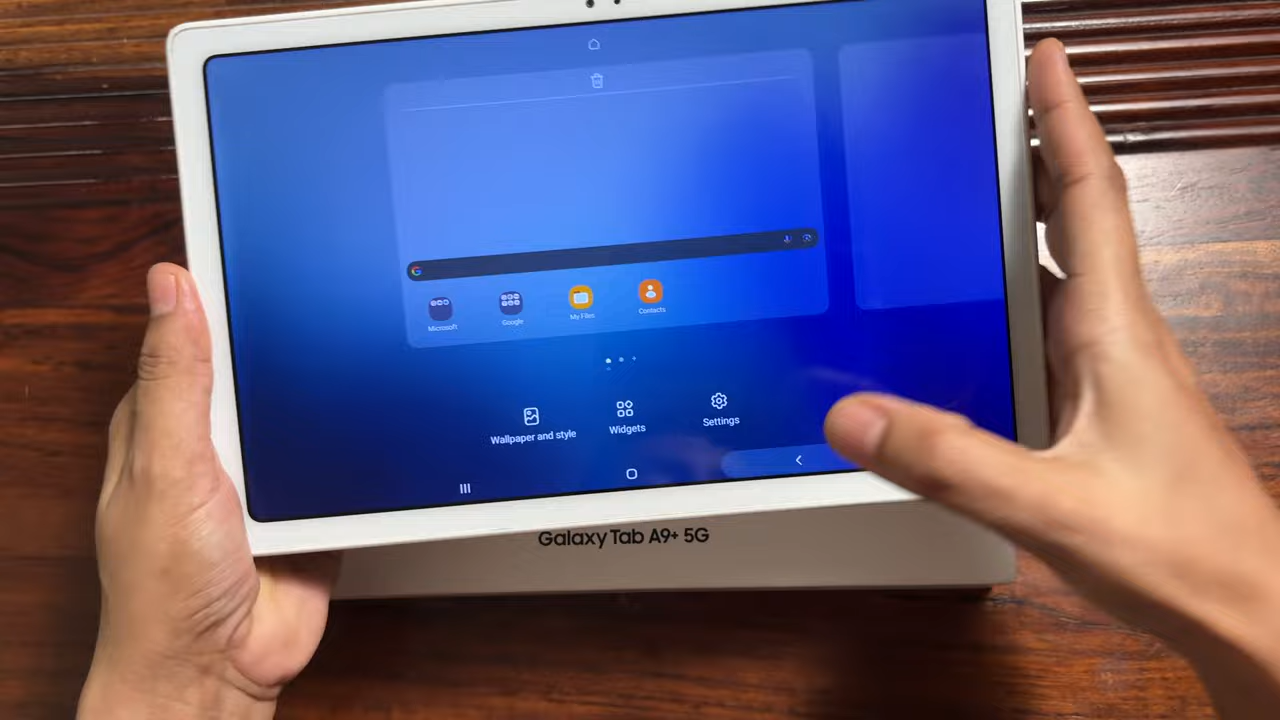 Microsoft
Google
My Files
Contacts
Wallpaper and style
Widgets
Settings
Galaxy Tab A9+ 5G